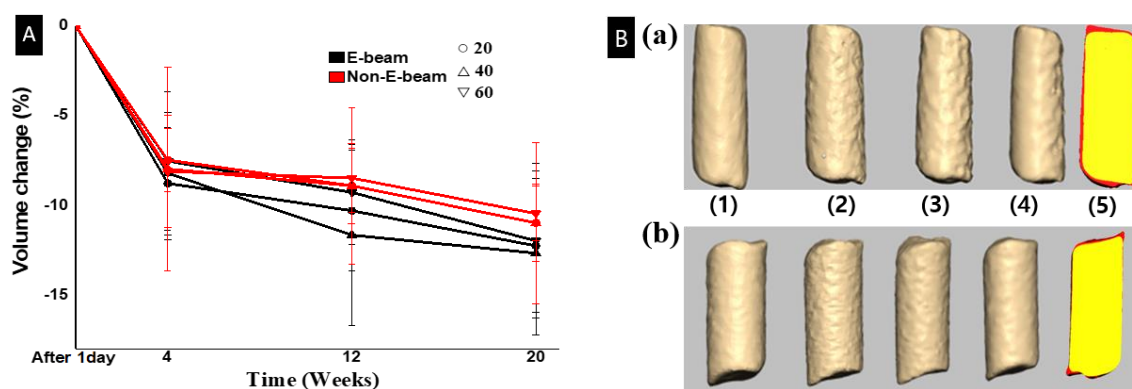 A
0
-5
-10
-15
Volume change (%)
E-beam
Non-E-beam
20
40
60
After 1day
4
12
20
Time (Weeks)
B
(a)
(1)
(2)
(3)
(4)
(5)
(b)